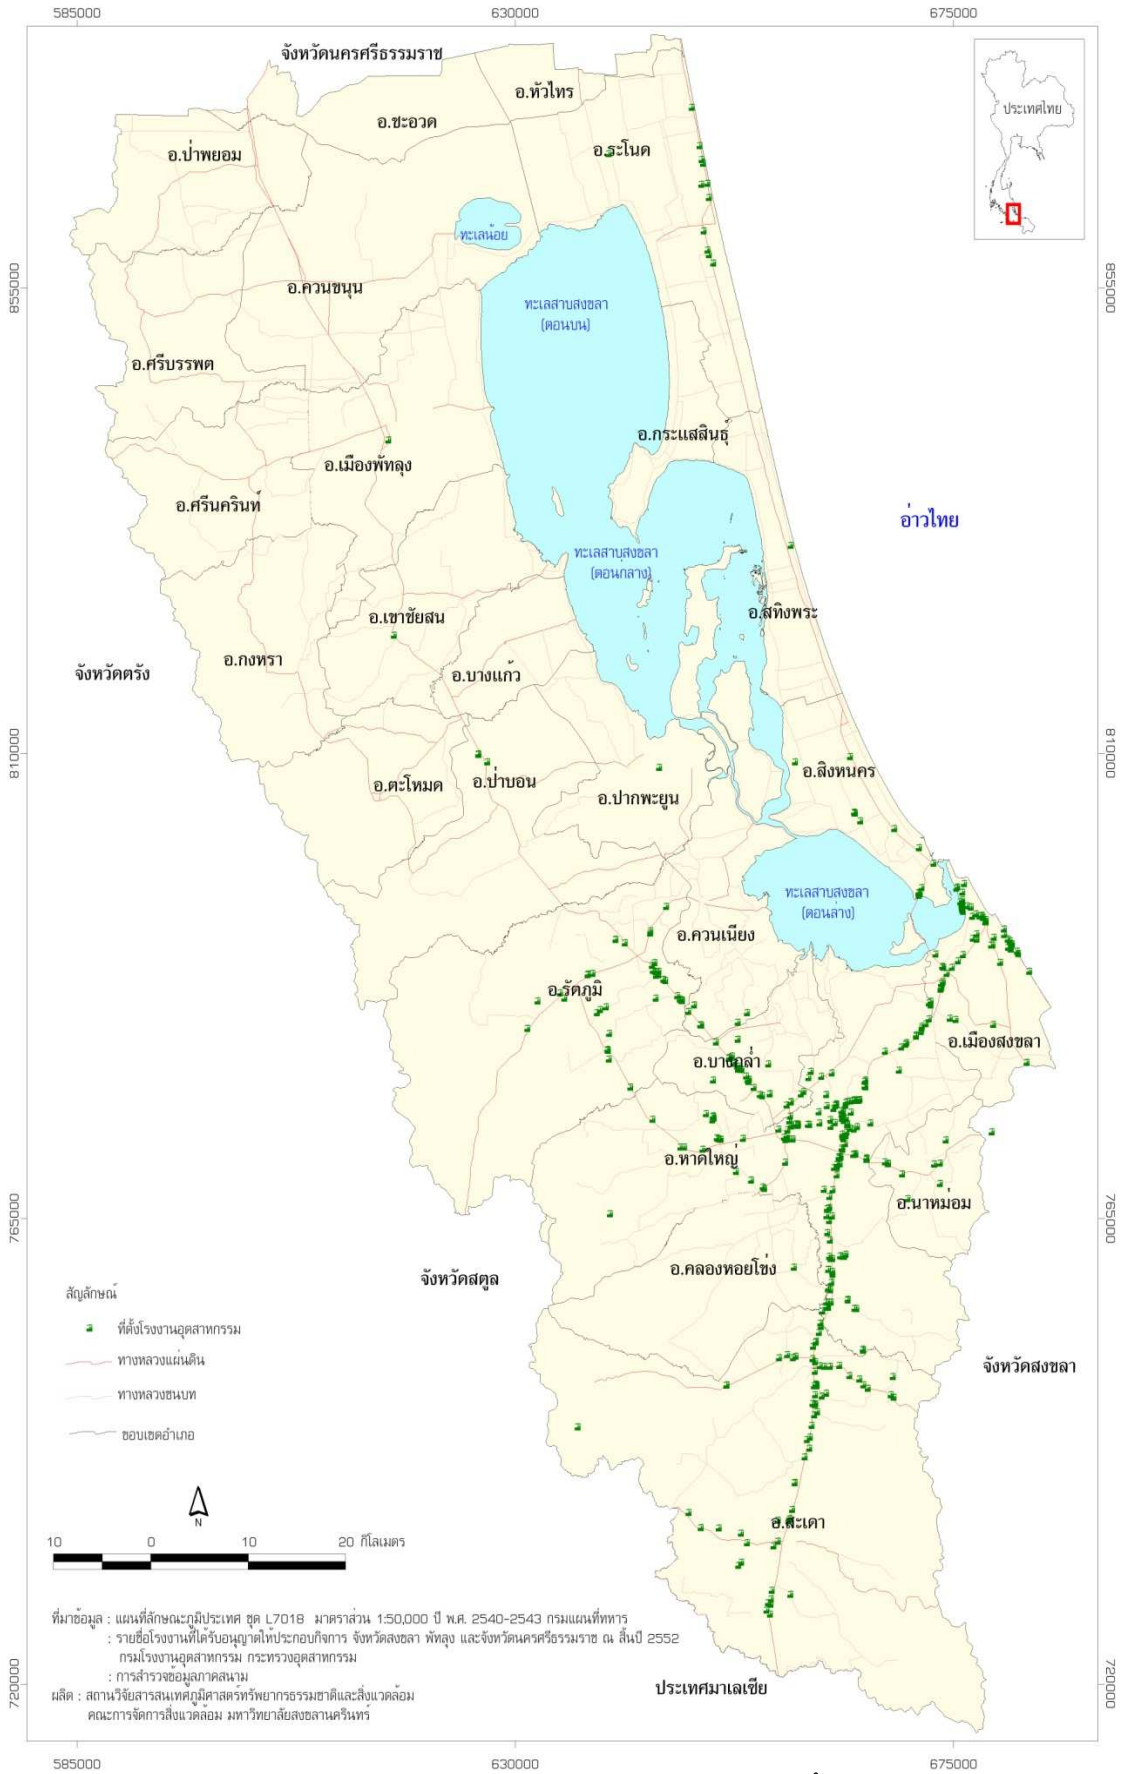 585000 630000 675000
จังหวัดนครศรีธรรมราช
อ.หัวไทร
อ.ชะอวด
อ.ระโนด
อ.ป่าพยอม
ประเทศไทย
ทะเลน้อย
855000
855000
อ.ควนขนุน
ทะเลสาบสงขลา
(ตอนบน)
อ.ศรีบรรพต
อ.กระแสสินธุ์
อ.เมืองพัทลุง
อ.ศรีนครินทร์
อ่าวไทย
ทะเลสาบสงขลา
(ตอนกลาง)
อ.สทิงพระ
อ.เขาชัยสน
อ.กงหรา
จังหวัดตรัง
อ.บางแก้ว
810000
810000
อ.สิงหนคร
อ.ตะโหมด
อ.ป่าบอน
อ.ปากพะยูน
ทะเลสาบสงขลา
(ตอนล่าง)
อ.ควนเนียง
อ.รัตภูมิ
อ.เมืองสงขลา
อ.บางกล่ำ
อ.หาดใหญ่
อ.นาหม่อม
765000
765000
อ.คลองหอยโข่ง
จังหวัดสตูล
สัญลักษณ์
ที่ตั้งโรงงานอุตสาหกรรม
ทางหลวงแผ่นดิน
จังหวัดสงขลา
ทางหลวงชนบท
ขอบเขตอำเภอ
N
10 0 10 20 กิโลเมตร
อ.สะเดา
ที่มาข้อมูล : แผนที่ลักษณะภูมิประเทศ ชุด L7018 มาตราส่วน 1:50,000 ปี พ.ศ. 2540-2543 กรมแผนที่ทหาร
: รายชื่อโรงงานที่ได้รับอนุญาตให้ประกอบกิจการ จังหวัดสงขลา พัทลุง และจังหวัดนครศรีธรรมราช ณ สิ้นปี 2552
กรมโรงงานอุตสาหกรรม กระทรวงอุตสาหกรรม
: การสำรวจข้อมูลภาคสนาม
ผลิต : สถานวิจัยสารสนเทศภูมิศาสตร์ทรัพยากรธรรมชาติและสิ่งแวดล้อม
คณะการจัดการสิ่งแวดล้อม มหาวิทยาลัยสงขลานครินทร์
720000
720000
ประเทศมาเลเซีย
585000 630000 675000